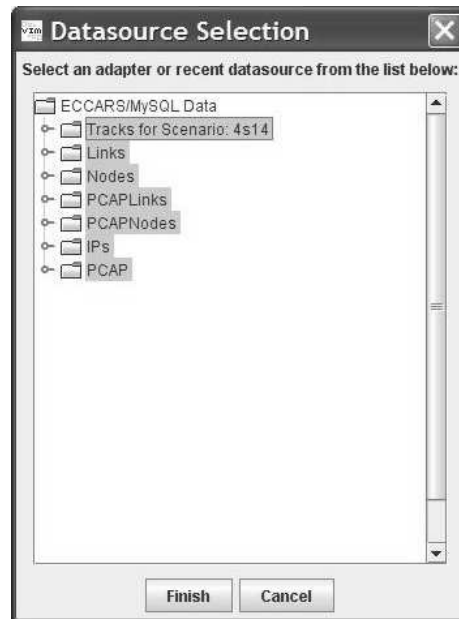 VIM Datasource Selection
Select an adapter or recent datasource from the list below:
ECCARS/MySQL Data
Tracks for Scenario: 4s14
Links
Nodes
PCAPLinks
PCAPNodes
IPs
PCAP
Finish Cancel